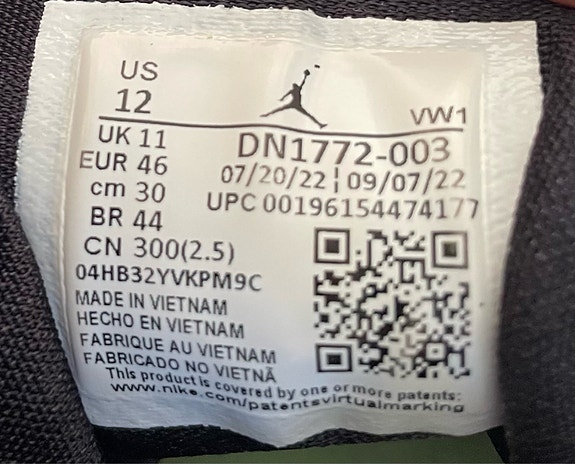 US
12
VW1
UK 11
DN1772-003
EUR 46
07/20/22 ¦ 09/07/22
cm 30
UPC 00196154474177
BR 44
CN 300(2.5)
04HB32YVKPM9C
MADE IN VIETNAM
HECHO EN VIETNAM
FABRIQUE AU VIETNAM
FABRICADO NO VIETNÃ
This product is covered by one or more patents:
www.nike.com/patentsvirtualmarking